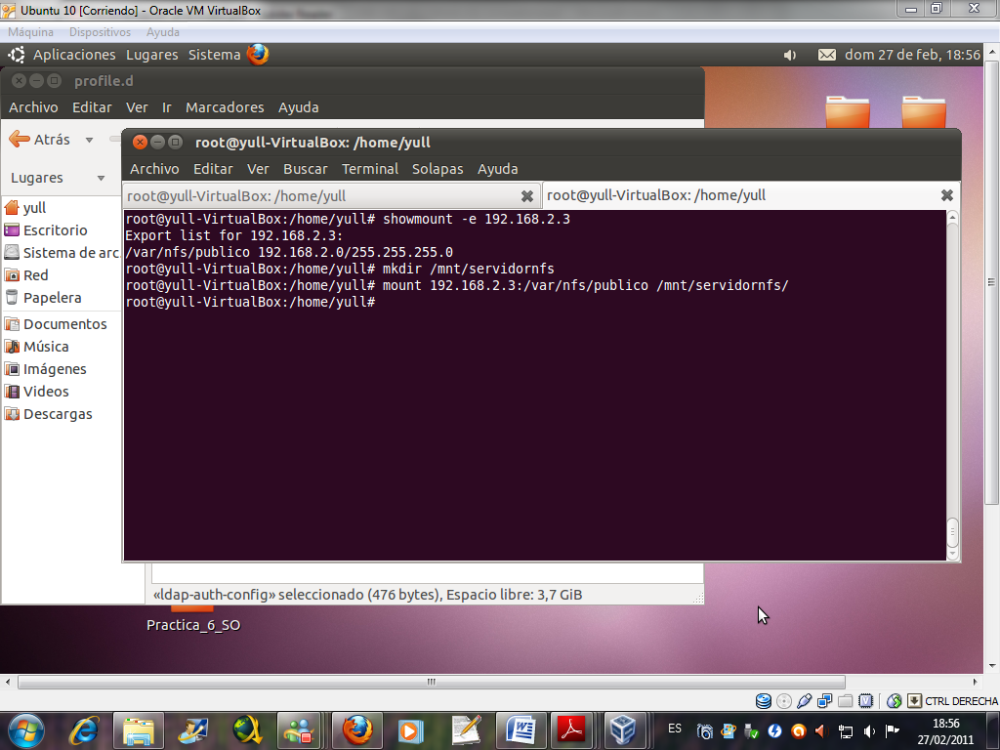 Ubuntu 10 [Corriendo] - Oracle VM VirtualBox
Máquina Dispositivos Ayuda
Aplicaciones Lugares Sistema dom 27 de feb, 18:56
profile.d
Archivo Editar Ver Ir Marcadores Ayuda
Atrás
Lugares
yull
Escritorio
Sistema de arc.
Red
Papelera
Documentos
Música
Imágenes
Videos
Descargas
root@yull-VirtualBox: /home/yull
Archivo Editar Ver Buscar Terminal Solapas Ayuda
root@yull-VirtualBox: /home/yull root@yull-VirtualBox: /home/yull
root@yull-VirtualBox:/home/yull# showmount -e 192.168.2.3
Export list for 192.168.2.3:
/var/nfs/publico 192.168.2.0/255.255.255.0
root@yull-VirtualBox:/home/yull# mkdir /mnt/servidornfs
root@yull-VirtualBox:/home/yull# mount 192.168.2.3:/var/nfs/publico /mnt/servidornfs/
root@yull-VirtualBox:/home/yull#
«ldap-auth-config» seleccionado (476 bytes), Espacio libre: 3,7 GiB
Practica_6_SO
CTRL DERECHA
ES
18:56
27/02/2011